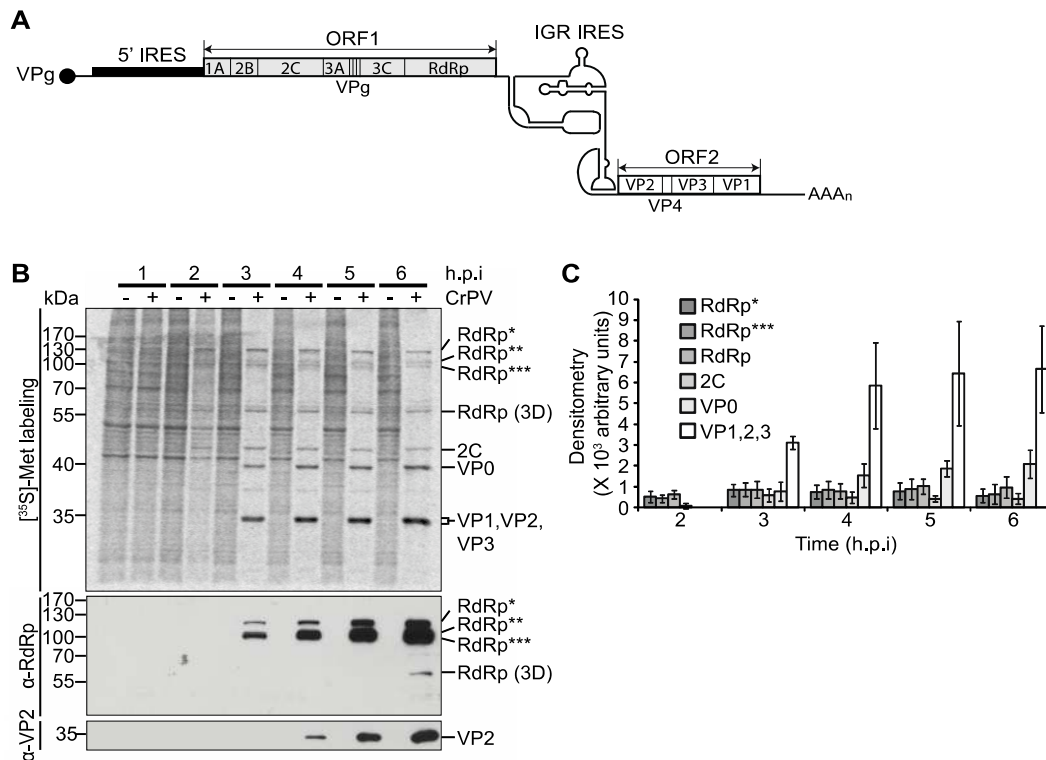 A
5' IRES
ORF1
IGR IRES
VPg
1A 2B 2C 3A 3C RdRp
VPg
ORF2
VP2 VP3 VP1
VP4
AAAn
B
1 2 3 4 5 6 h.p.i
kDa - + - + - + - + - + - + CrPV
[35S]-Met labeling
170
130
100
70
55
40
35
RdRp*
RdRp**
RdRp***
RdRp (3D)
2C
VP0
VP1,VP2,
VP3
α-RdRp
170
130
100
70
55
RdRp*
RdRp**
RdRp***
RdRp (3D)
α-VP2
35
VP2
C
Densitometry
(X 10³ arbitrary units)
10
9
8
7
6
5
4
3
2
1
0
RdRp*
RdRp***
RdRp
2C
VP0
VP1,2,3
2 3 4 5 6
Time (h.p.i)